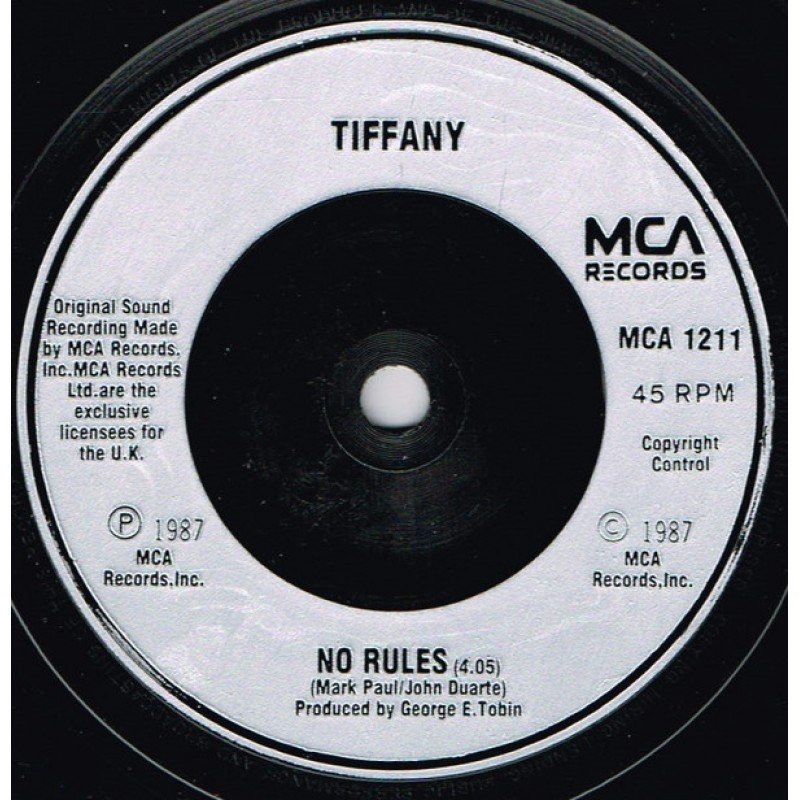 TIFFANY
MCA
RECORDS
MCA 1211
45 RPM
Copyright
Control
Original Sound
Recording Made
by MCA Records,
Inc.MCA Records
Ltd.are the
exclusive
licensees for
the U.K.
Ⓟ 1987
MCA
Records,Inc.
© 1987
MCA
Records,Inc.
NO RULES (4.05)
(Mark Paul/John Duarte)
Produced by George E.Tobin